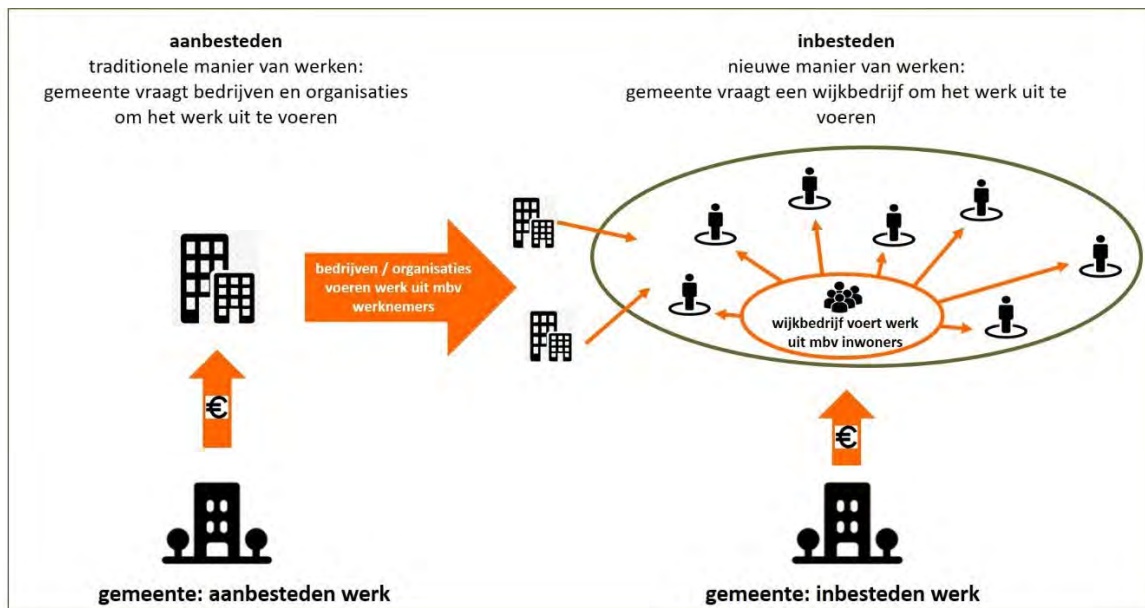 aanbesteden
traditionele manier van werken:
gemeente vraagt bedrijven en organisaties
om het werk uit te voeren
inbesteden
nieuwe manier van werken:
gemeente vraagt een wijkbedrijf om het werk uit te
voeren
bedrijven / organisaties
voeren werk uit mbv
werknemers
wijkbedrijf voert werk
uit mbv inwoners
€
€
gemeente: aanbesteden werk
gemeente: inbesteden werk